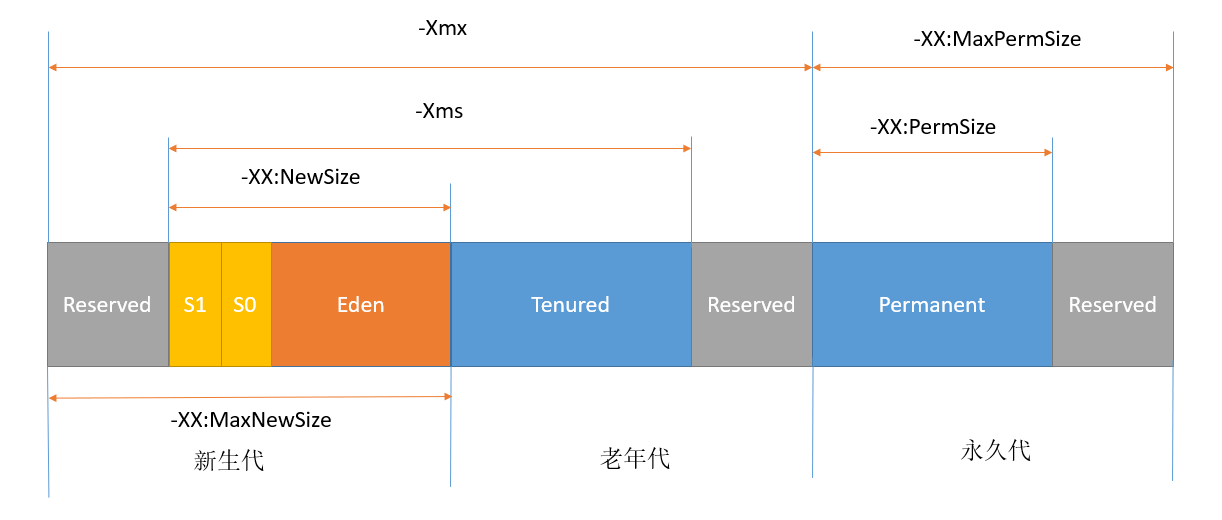 -Xmx
-XX:MaxPermSize
-Xms
-XX:PermSize
-XX:NewSize
Reserved
S1
S0
Eden
Tenured
Reserved
Permanent
Reserved
-XX:MaxNewSize
新生代
老年代
永久代